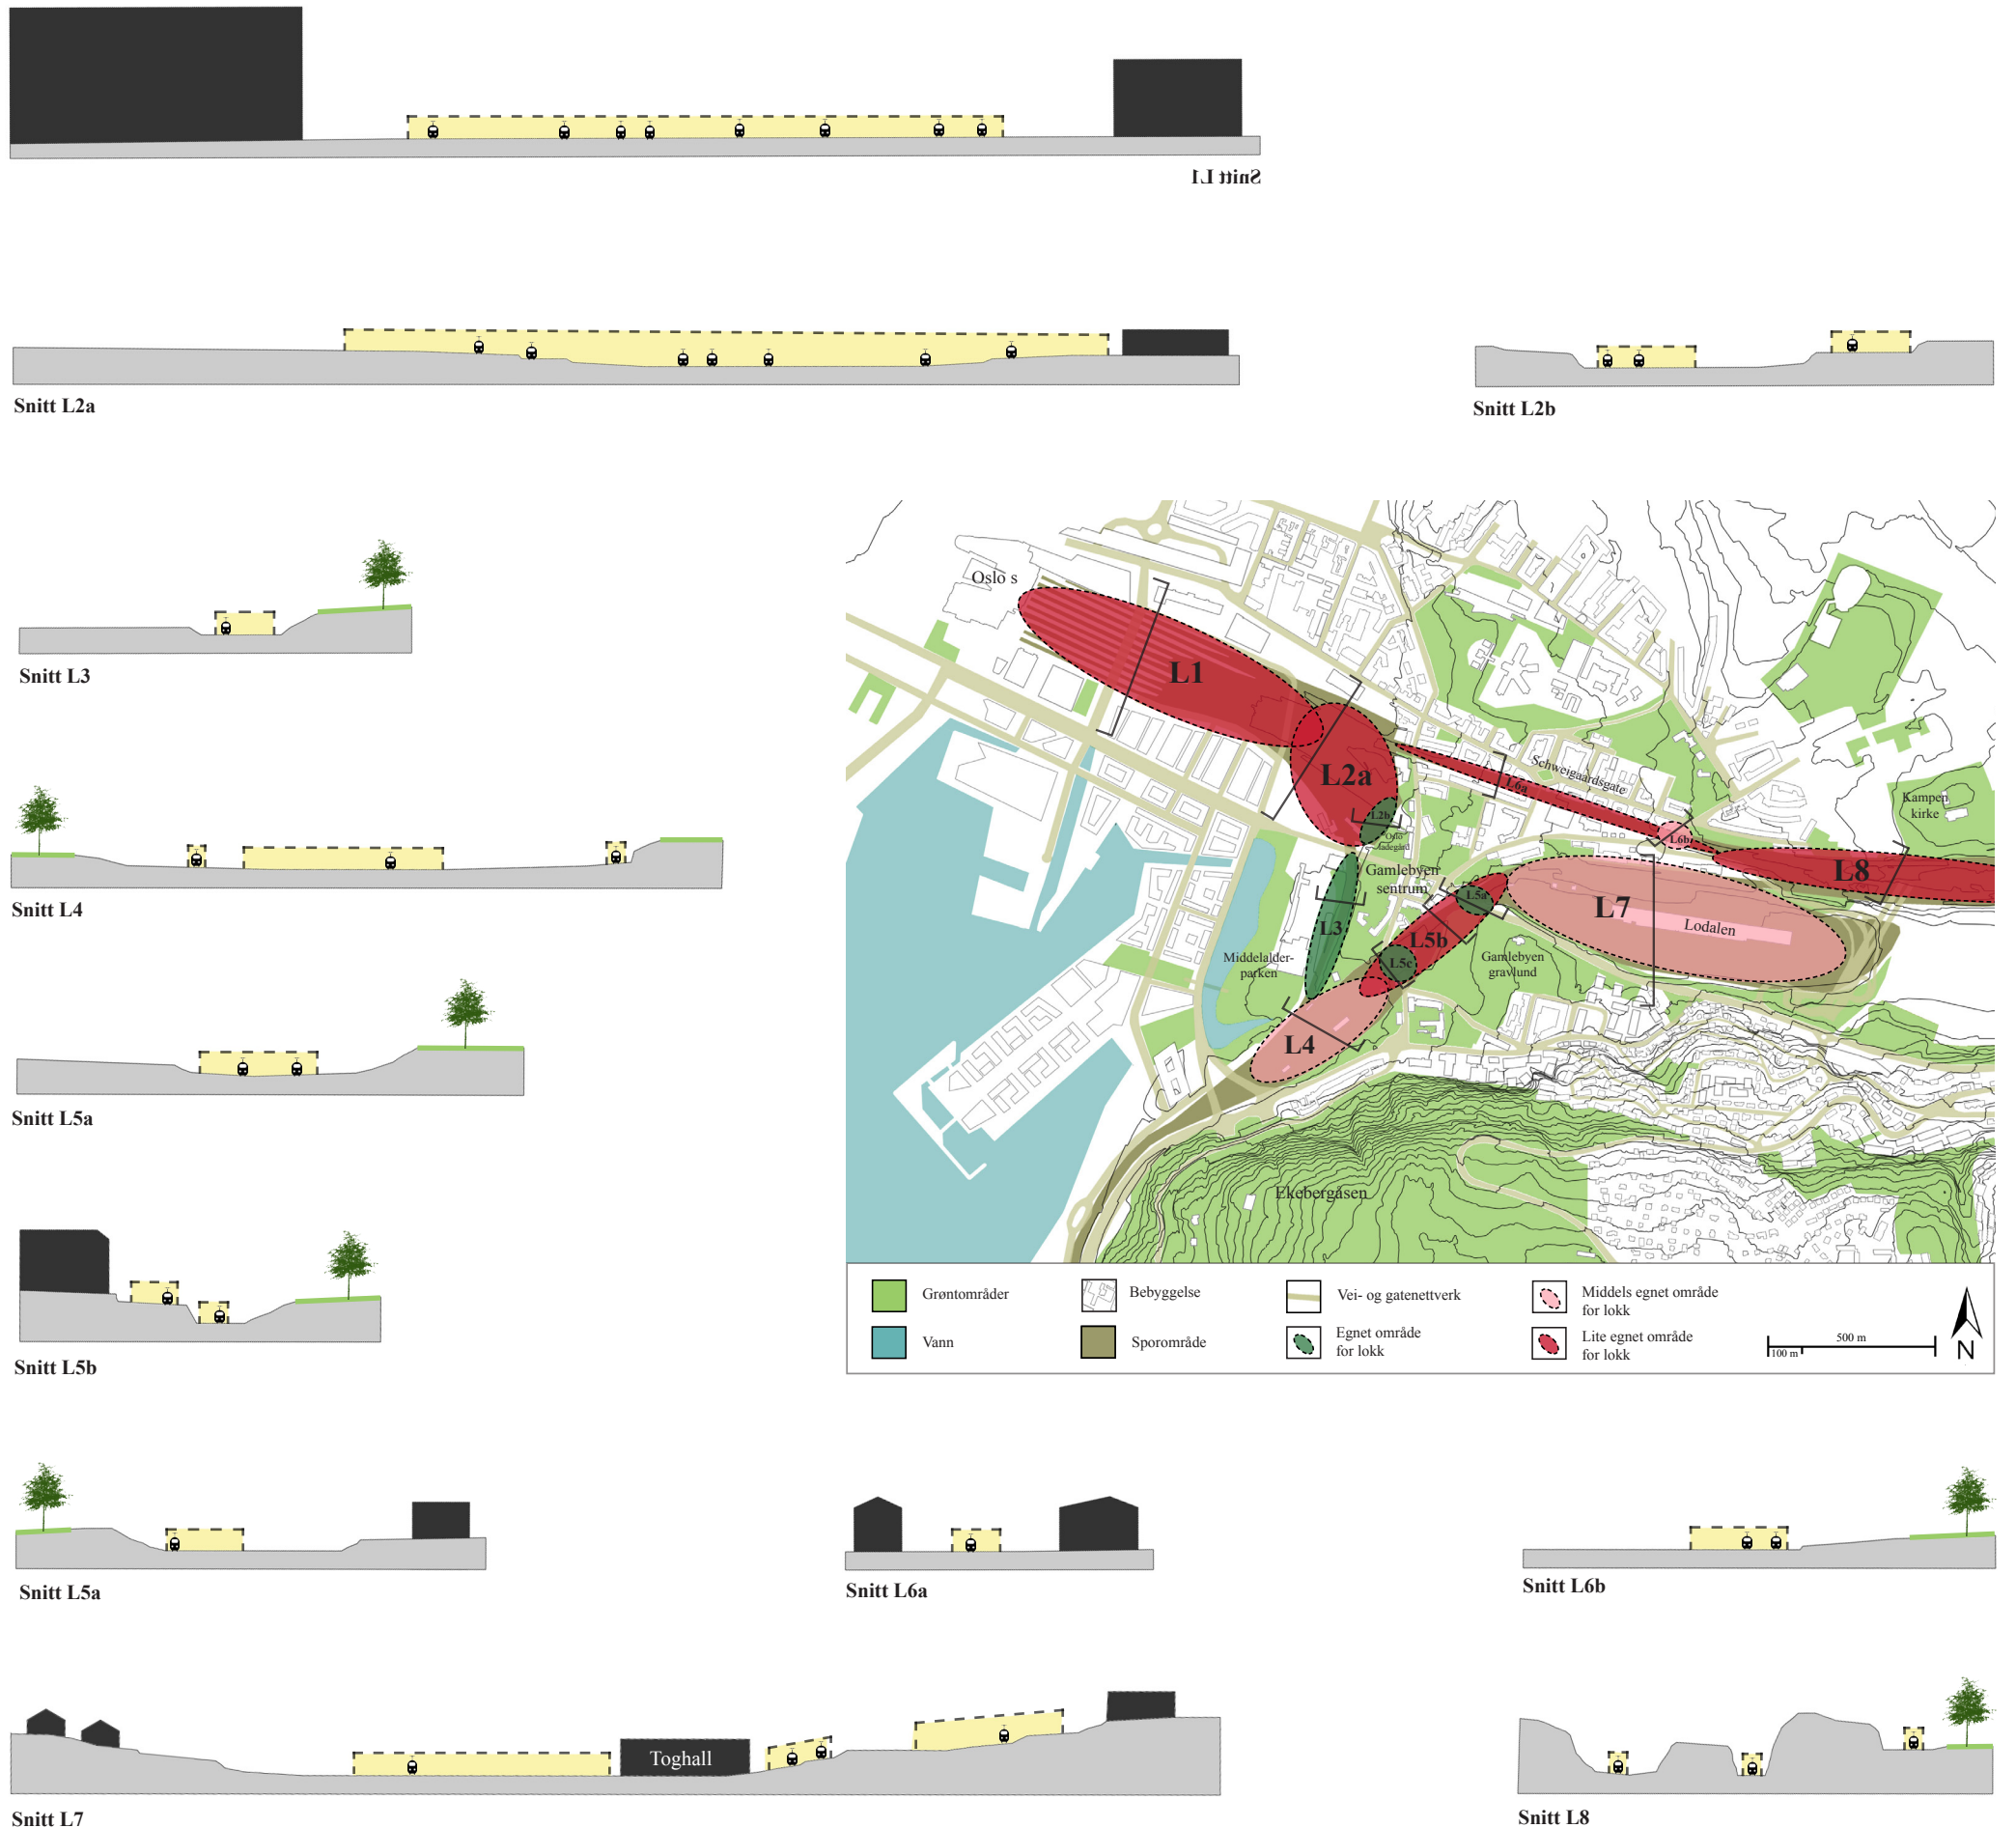 Snitt L1
Snitt L2a
Snitt L2b
Snitt L3
Snitt L4
Snitt L5a
Snitt L5b
Oslo s
L1
L2a
L6a
Schweigaardsgate
L2b
Oslo
ladegård
L6b
Kampen
kirke
L8
Gamlebyen
sentrum
L5a
L7
Lodalen
L3
L5b
L5c
Middelalder-
parken
Gamlebyen
gravlund
L4
Ekebergåsen
Grøntområder
Bebyggelse
Vei- og gatenettverk
Middels egnet område
for lokk
Vann
Sporområde
Egnet område
for lokk
Lite egnet område
for lokk
500 m
100 m
N
Snitt L5a
Snitt L6a
Snitt L6b
Toghall
Snitt L7
Snitt L8